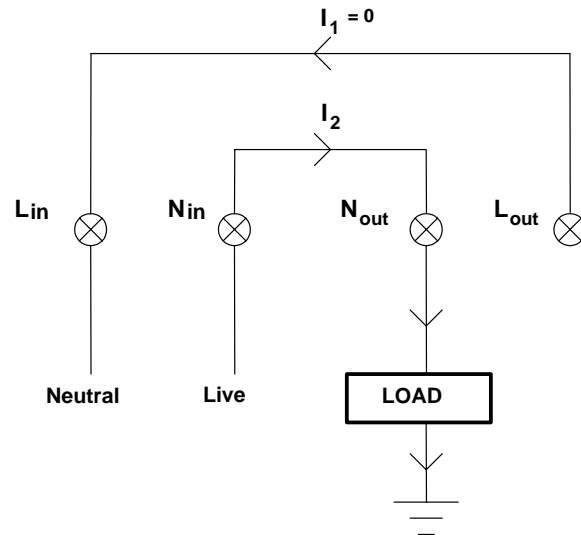 I1 = 0
I2
Lin
Nin
Nout
Lout
Neutral
Live
LOAD